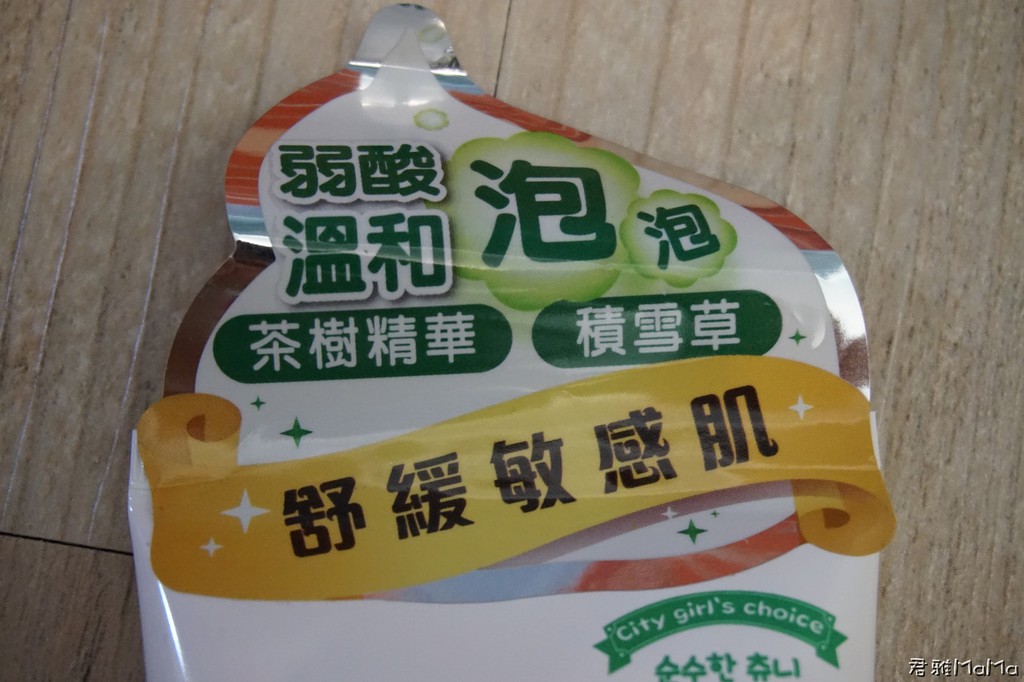 弱酸
溫和 泡 泡
茶樹精華 積雪草
舒緩敏感肌
City girl's choice
순수한 쥬니
君雅MaMa